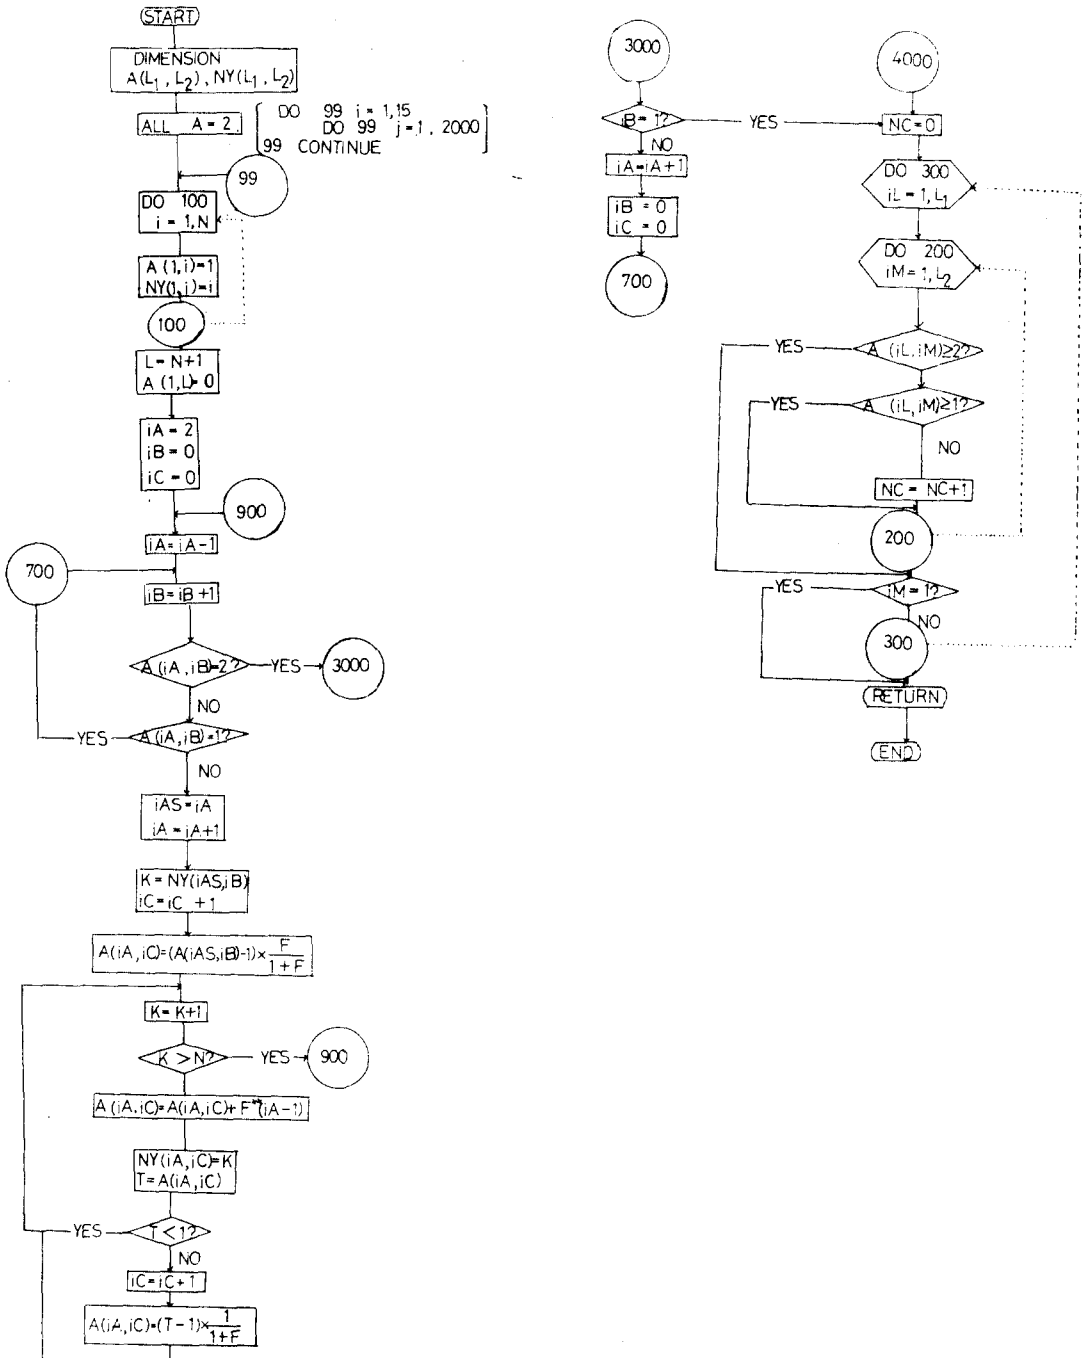 START
DIMENSION
A(L₁, L₂), NY(L₁, L₂)
ALL A = 2.
DO 99 i = 1,15
DO 99 j = 1, 2000
99 CONTINUE
99
DO 100
i = 1, N
A(1,i)=1
NY(1,i)=i
100
L = N+1
A(1,L)=0
iA = 2
iB = 0
iC = 0
900
iA = iA-1
700
iB = iB+1
A(iA,iB)=2?
YES
3000
NO
A(iA,iB)=1?
YES
NO
iAS = iA
iA = iA+1
K = NY(iAS,iB)
iC = iC +1
A(iA,iC)=(A(iAS,iB)-1)× F
1+F
K = K+1
K > N?
YES
900
A(iA,iC)=A(iA,iC)+F**(iA-1)
NY(iA,iC)=K
T=A(iA,iC)
T < 1?
YES
NO
iC = iC+1
A(iA,iC)=(T-1)× 1
1+F
3000
iB = 1?
YES
NO
iA = iA+1
iB = 0
iC = 0
700
4000
NC = 0
DO 300
iL = 1, L₁
DO 200
iM = 1, L₂
A (iL,iM)≥2?
YES
A (iL,iM)≥1?
YES
NO
NC = NC+1
200
iM = 1?
YES
NO
300
RETURN
END